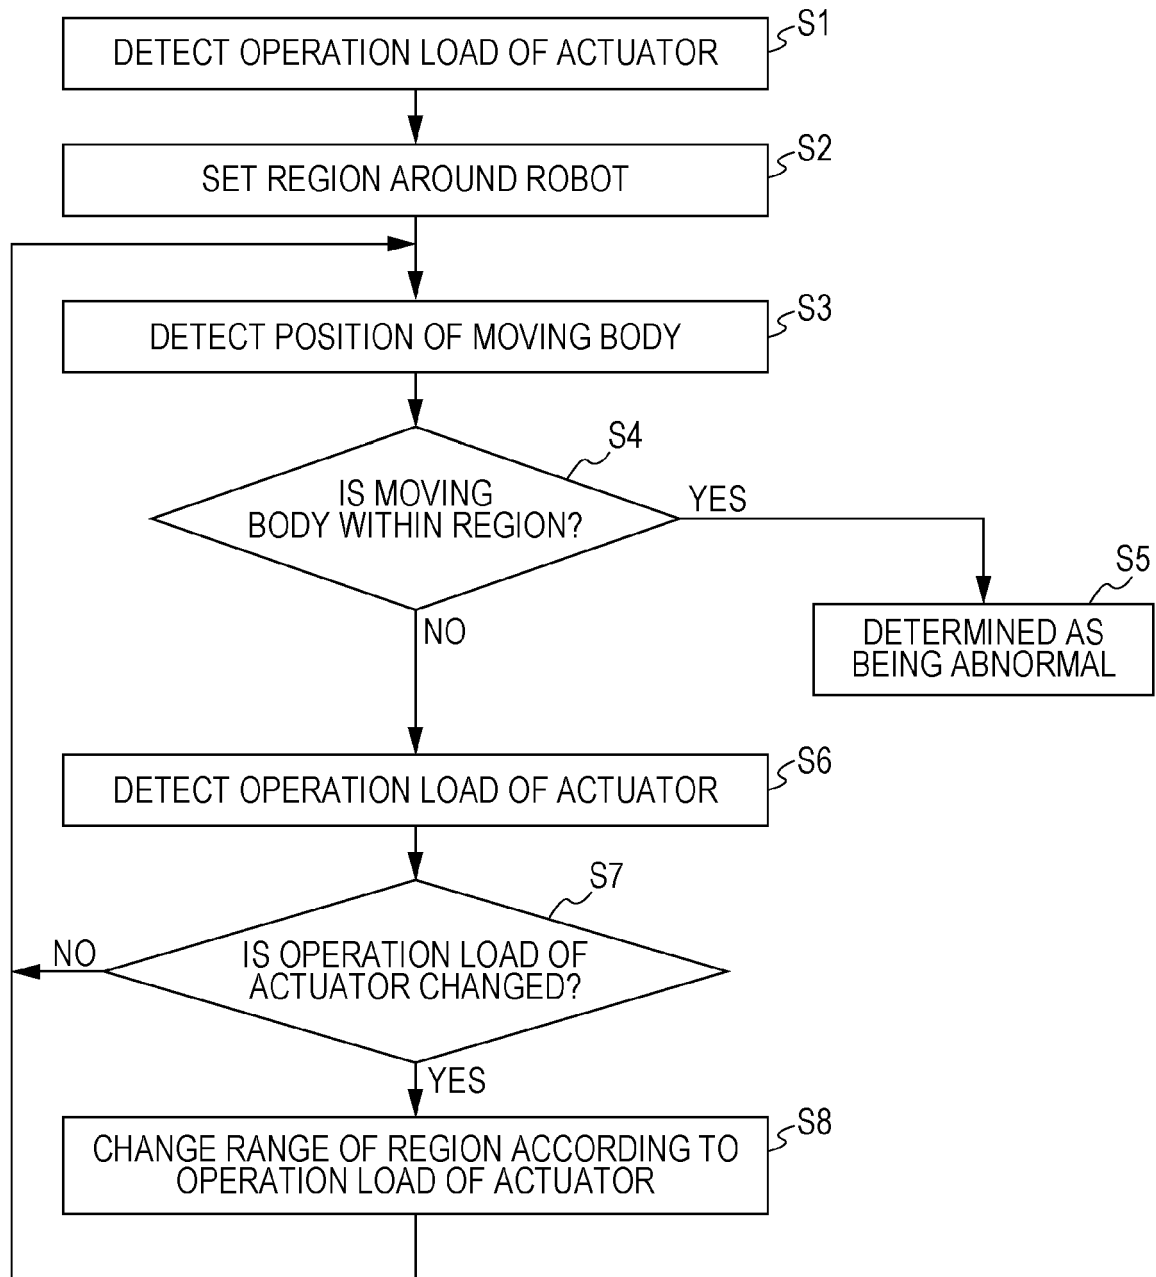 S1
DETECT OPERATION LOAD OF ACTUATOR
S2
SET REGION AROUND ROBOT
S3
DETECT POSITION OF MOVING BODY
S4
IS MOVING
BODY WITHIN REGION?
YES
S5
NO
DETERMINED AS
BEING ABNORMAL
S6
DETECT OPERATION LOAD OF ACTUATOR
S7
NO
IS OPERATION LOAD OF
ACTUATOR CHANGED?
YES
S8
CHANGE RANGE OF REGION ACCORDING TO
OPERATION LOAD OF ACTUATOR